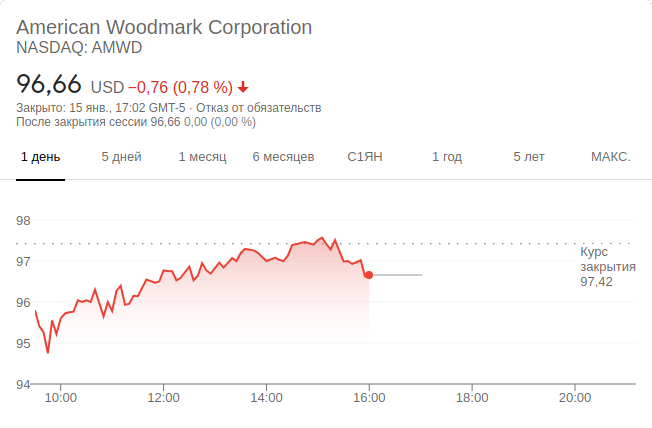 American Woodmark Corporation
NASDAQ: AMWD
96,66 USD −0,76 (0,78 %)
Закрыто: 15 янв., 17:02 GMT-5 · Отказ от обязательств
После закрытия сессии 96,66 0,00 (0,00 %)
1 день 5 дней 1 месяц 6 месяцев С1ЯН 1 год 5 лет МАКС.
98
97
96
95
94
Курс
закрытия
97,42
10:00 12:00 14:00 16:00 18:00 20:00